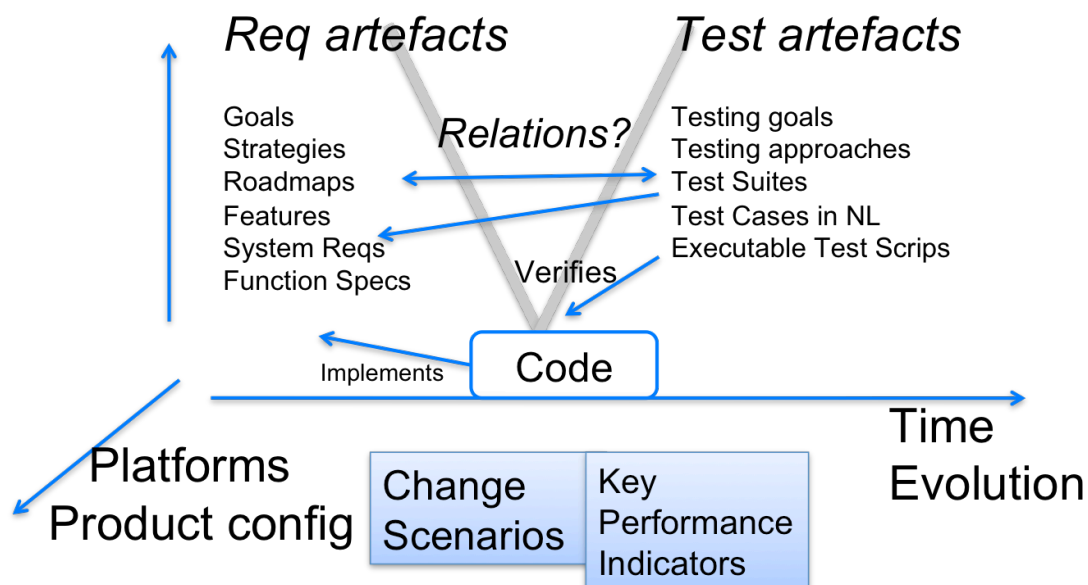 Req artefacts
Test artefacts
Goals
Strategies
Roadmaps
Features
System Reqs
Function Specs
Relations?
Testing goals
Testing approaches
Test Suites
Test Cases in NL
Executable Test Scrips
Verifies
Implements
Code
Time
Evolution
Platforms
Product config
Change
Scenarios
Key
Performance
Indicators